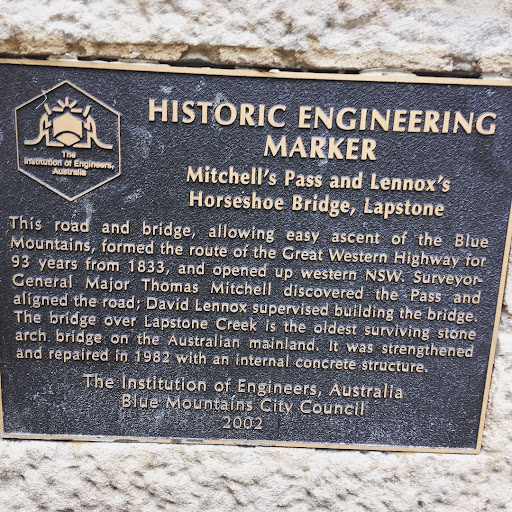 The
Institution of Engineers,
Australia
HISTORIC ENGINEERING
MARKER
Mitchell's Pass and Lennox's
Horseshoe Bridge, Lapstone
This road and bridge, allowing easy ascent of the Blue
Mountains, formed the route of the Great Western Highway for
93 years from 1833, and opened up western NSW. Surveyor-
General Major Thomas Mitchell discovered the Pass and
aligned the road; David Lennox supervised building the bridge.
The bridge over Lapstone Creek is the oldest surviving stone
arch bridge on the Australian mainland. It was strengthened
and repaired in 1982 with an internal concrete structure.
The Institution of Engineers, Australia
Blue Mountains City Council
2002